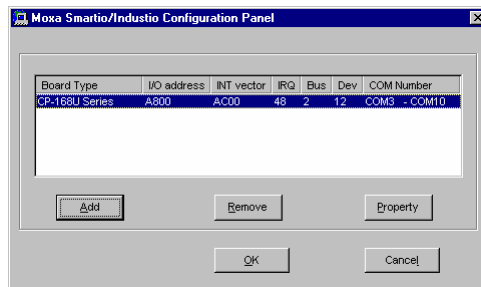 Moxa Smartio/Industio Configuration Panel
Board Type I/O address INT vector IRQ Bus Dev COM Number
CP-168U Series A800 AC00 48 2 12 COM3 - COM10
Add Remove Property
OK Cancel